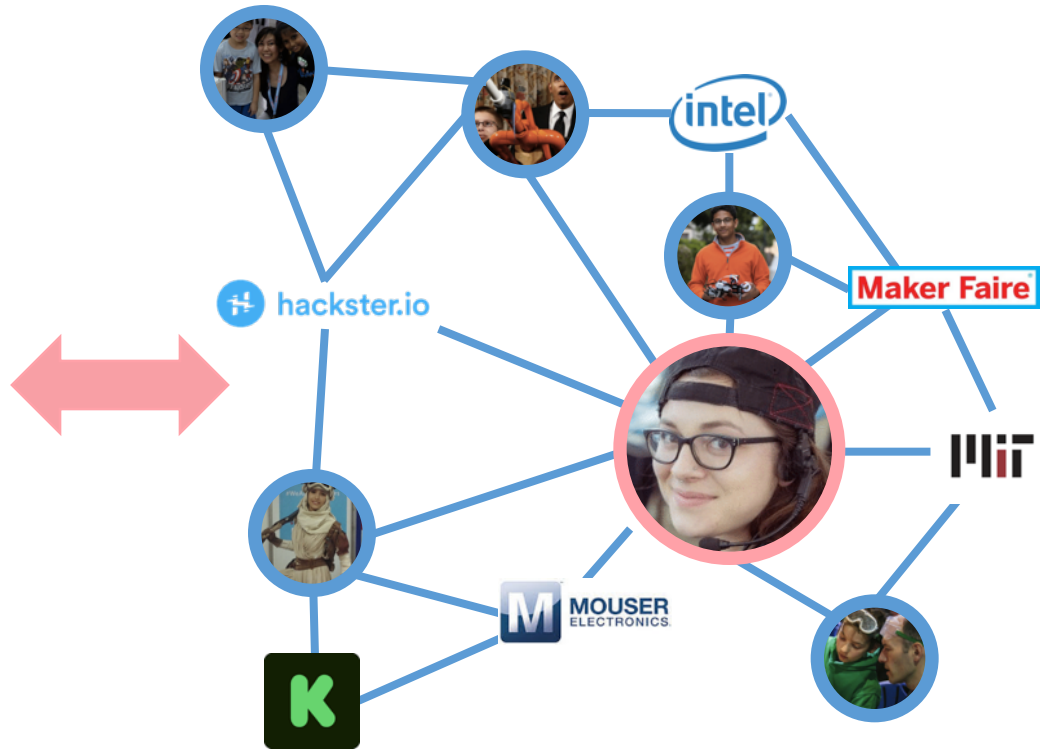 intel
Maker Faire
hackster.io
MiT
M MOUSER
ELECTRONICS
K